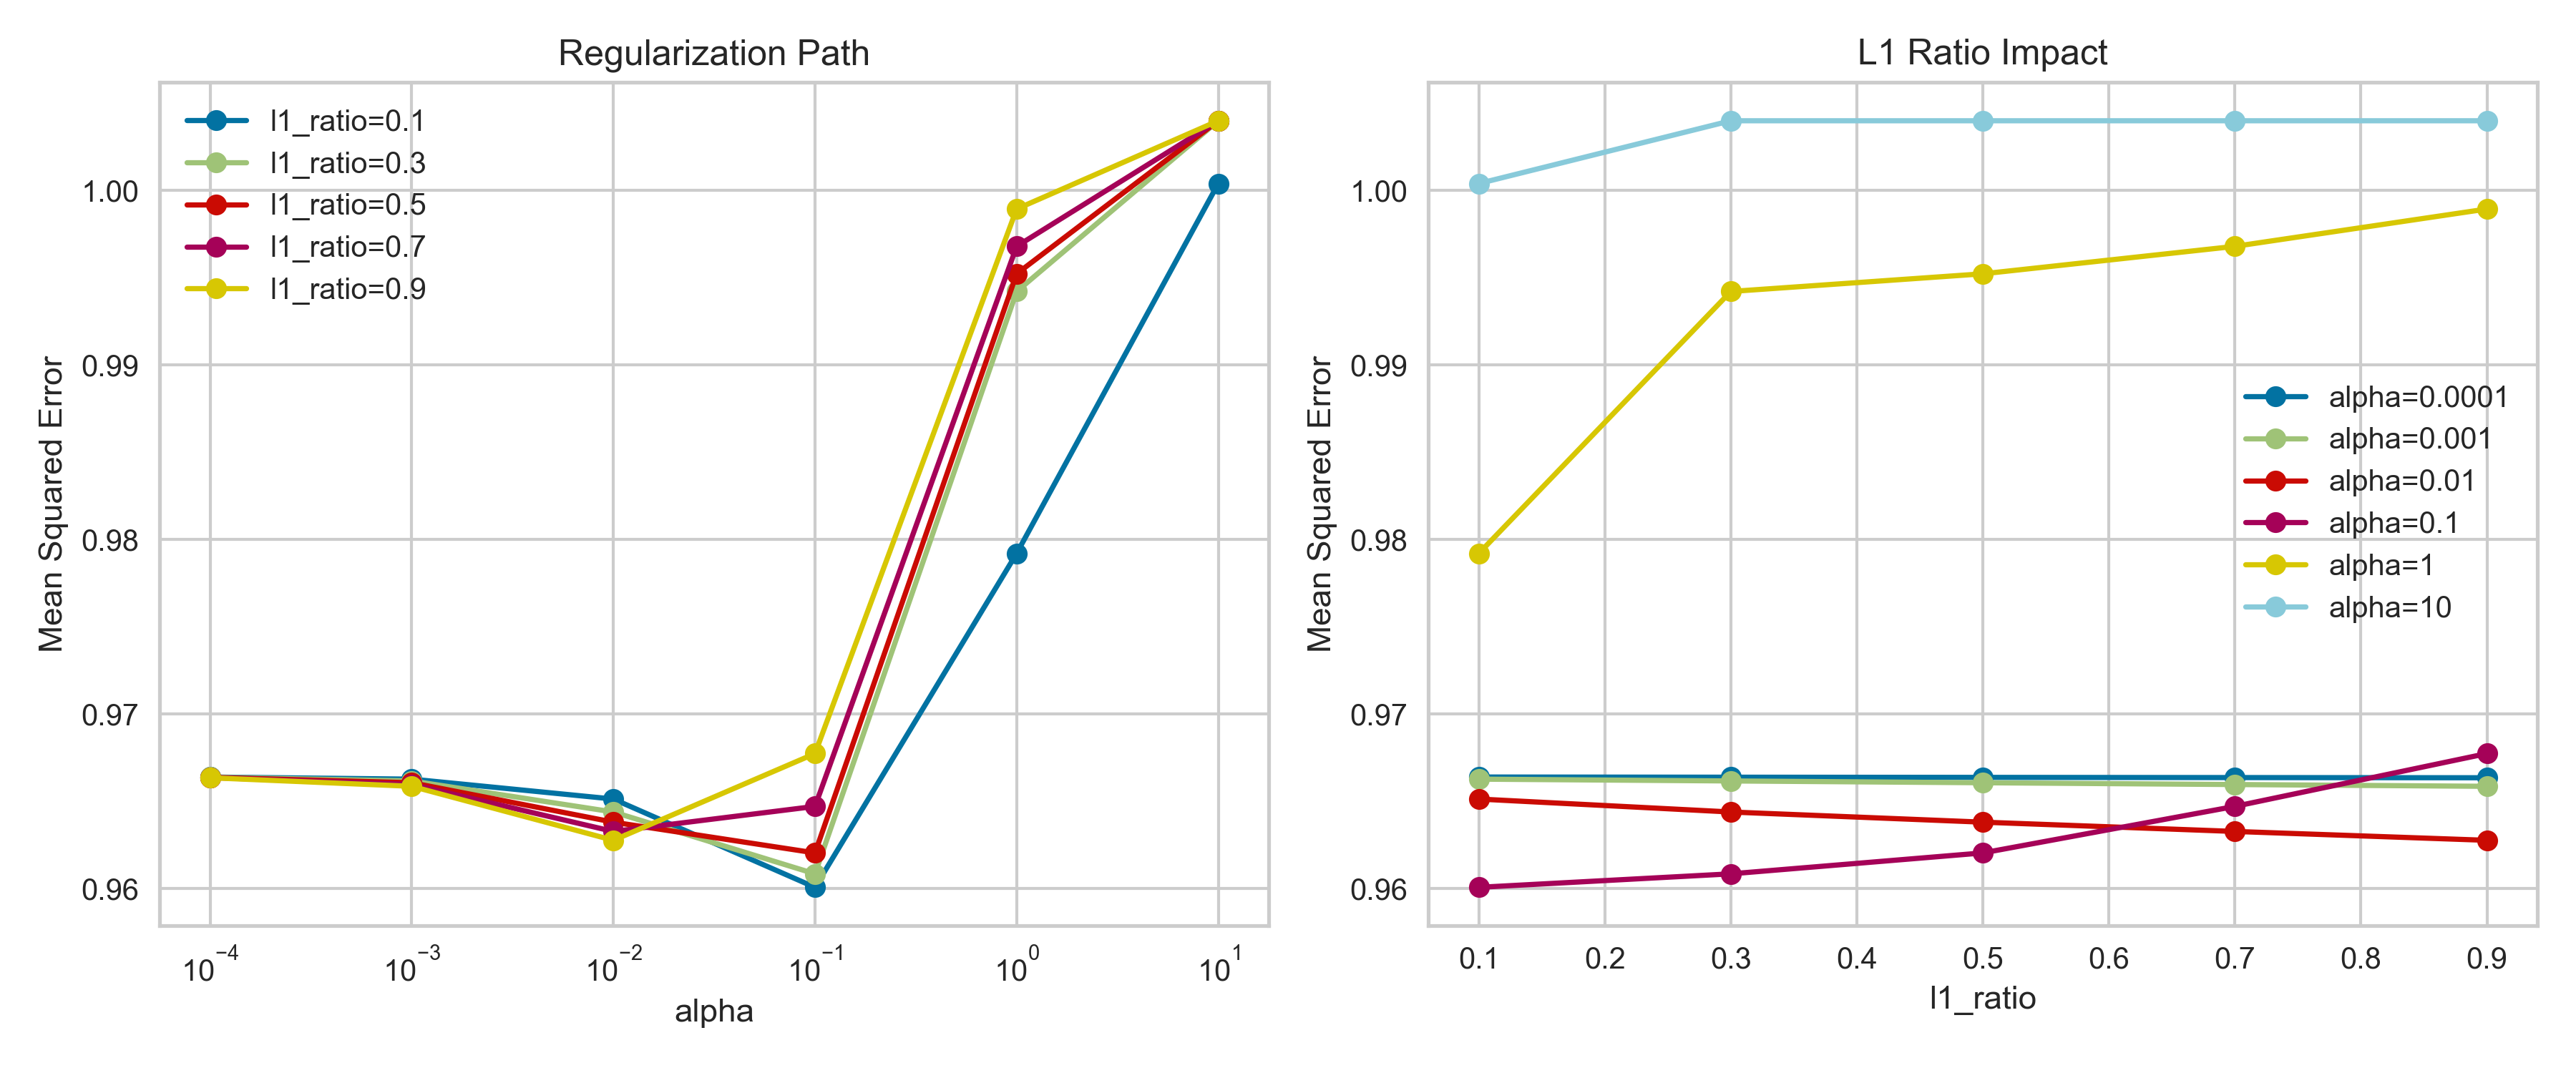 Regularization Path
l1_ratio=0.1
l1_ratio=0.3
l1_ratio=0.5
l1_ratio=0.7
l1_ratio=0.9
Mean Squared Error
1.00
0.99
0.98
0.97
0.96
10⁻⁴ 10⁻³ 10⁻² 10⁻¹ 10⁰ 10¹
alpha
L1 Ratio Impact
Mean Squared Error
1.00
0.99
0.98
0.97
0.96
alpha=0.0001
alpha=0.001
alpha=0.01
alpha=0.1
alpha=1
alpha=10
0.1 0.2 0.3 0.4 0.5 0.6 0.7 0.8 0.9
l1_ratio